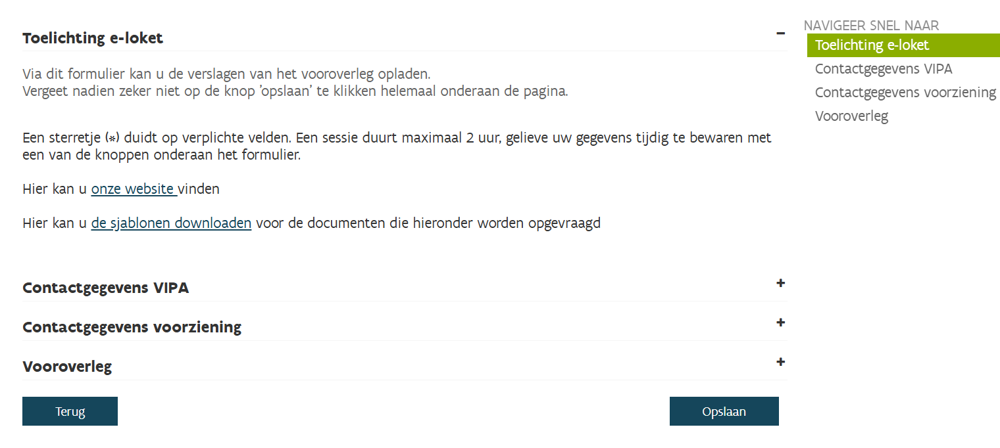 Toelichting e-loket
Via dit formulier kan u de verslagen van het vooroverleg opladen.
Vergeet nadien zeker niet op de knop 'opslaan' te klikken helemaal onderaan de pagina.
Een sterretje (*) duidt op verplichte velden. Een sessie duurt maximaal 2 uur, gelieve uw gegevens tijdig te bewaren met
een van de knoppen onderaan het formulier.
Hier kan u onze website vinden
Hier kan u de sjablonen downloaden voor de documenten die hieronder worden opgevraagd
Contactgegevens VIPA
Contactgegevens voorziening
Vooroverleg
Terug
Opslaan
NAVIGEER SNEL NAAR
Toelichting e-loket
Contactgegevens VIPA
Contactgegevens voorziening
Vooroverleg